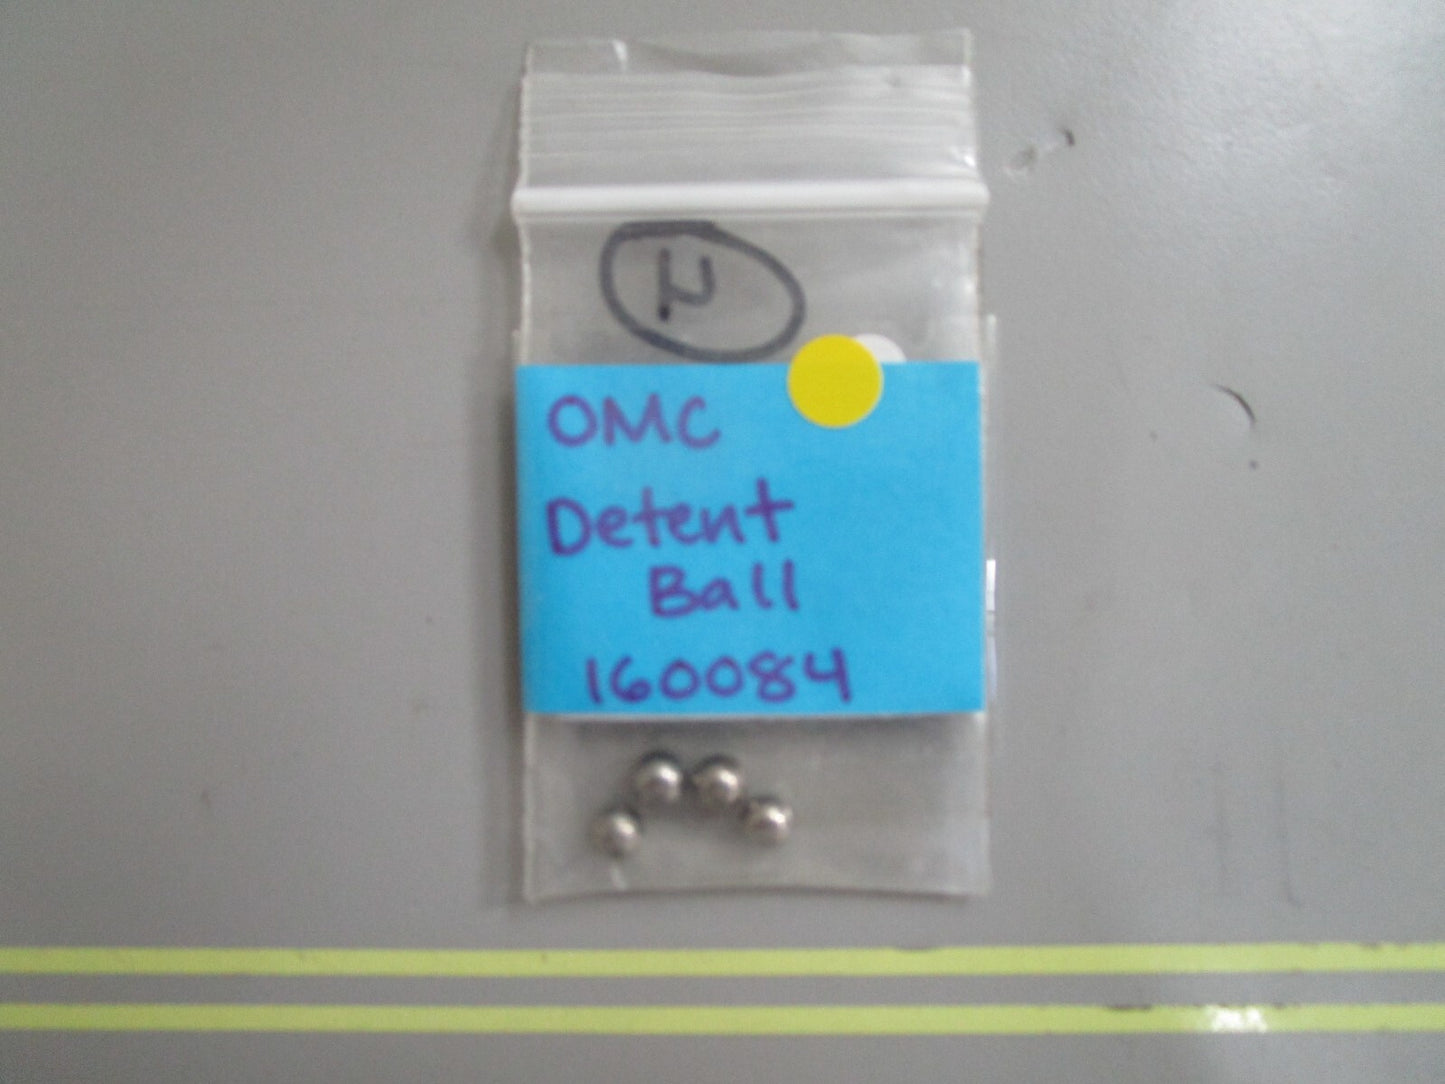 OMC
Detent
Ball
160084